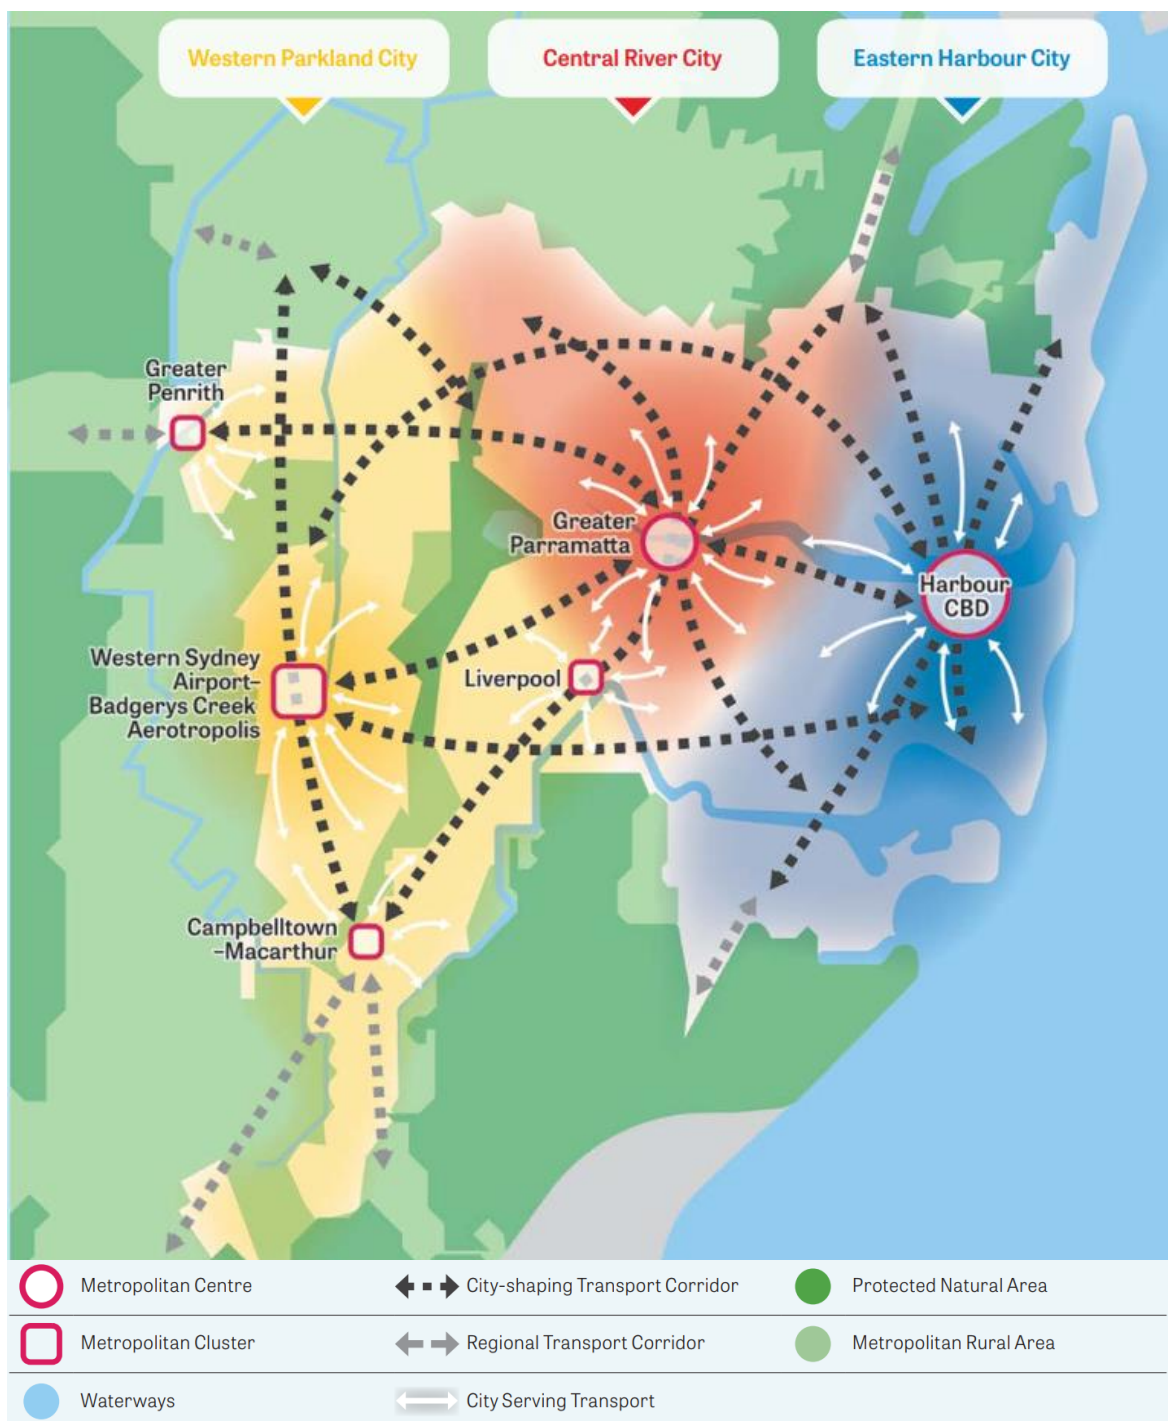 Western Parkland City
Central River City
Eastern Harbour City
Greater
Penrith
Greater
Parramatta
Harbour
CBD
Western Sydney
Airport–
Badgerys Creek
Aerotropolis
Liverpool
Campbelltown
–Macarthur
Metropolitan Centre
City-shaping Transport Corridor
Protected Natural Area
Metropolitan Cluster
Regional Transport Corridor
Metropolitan Rural Area
Waterways
City Serving Transport